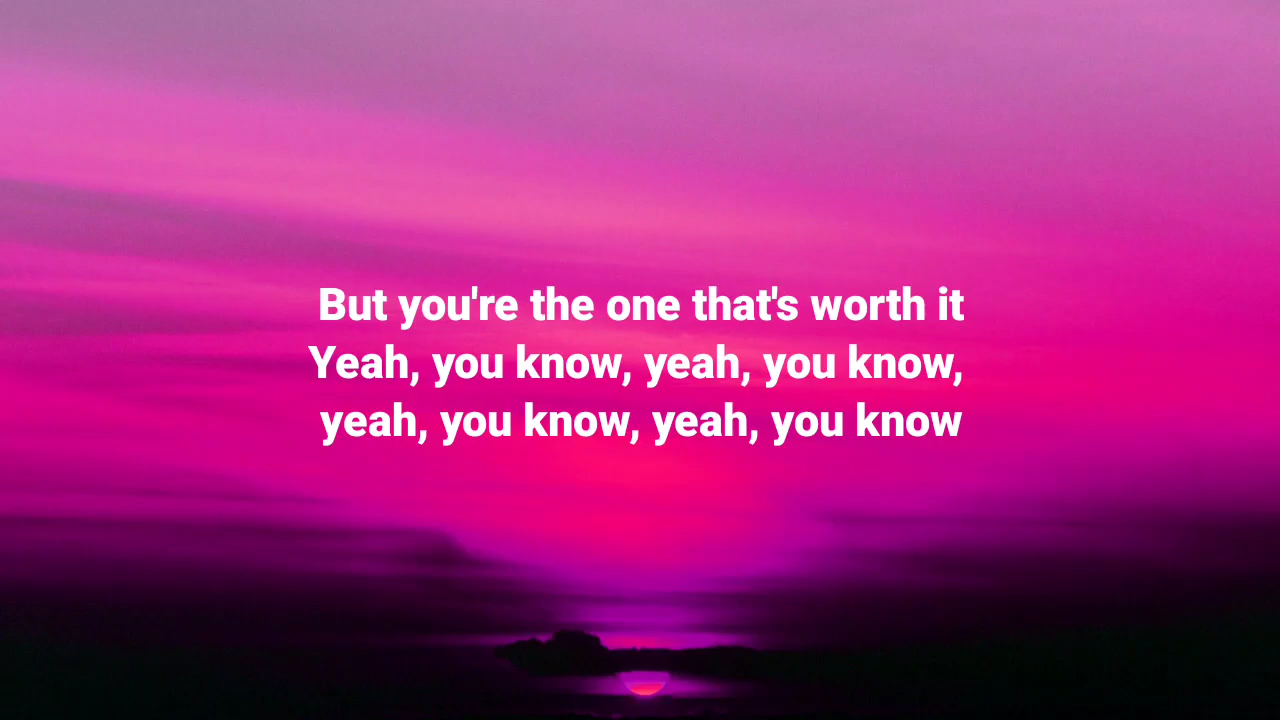 But you're the one that's worth it
Yeah, you know, yeah, you know,
yeah, you know, yeah, you know